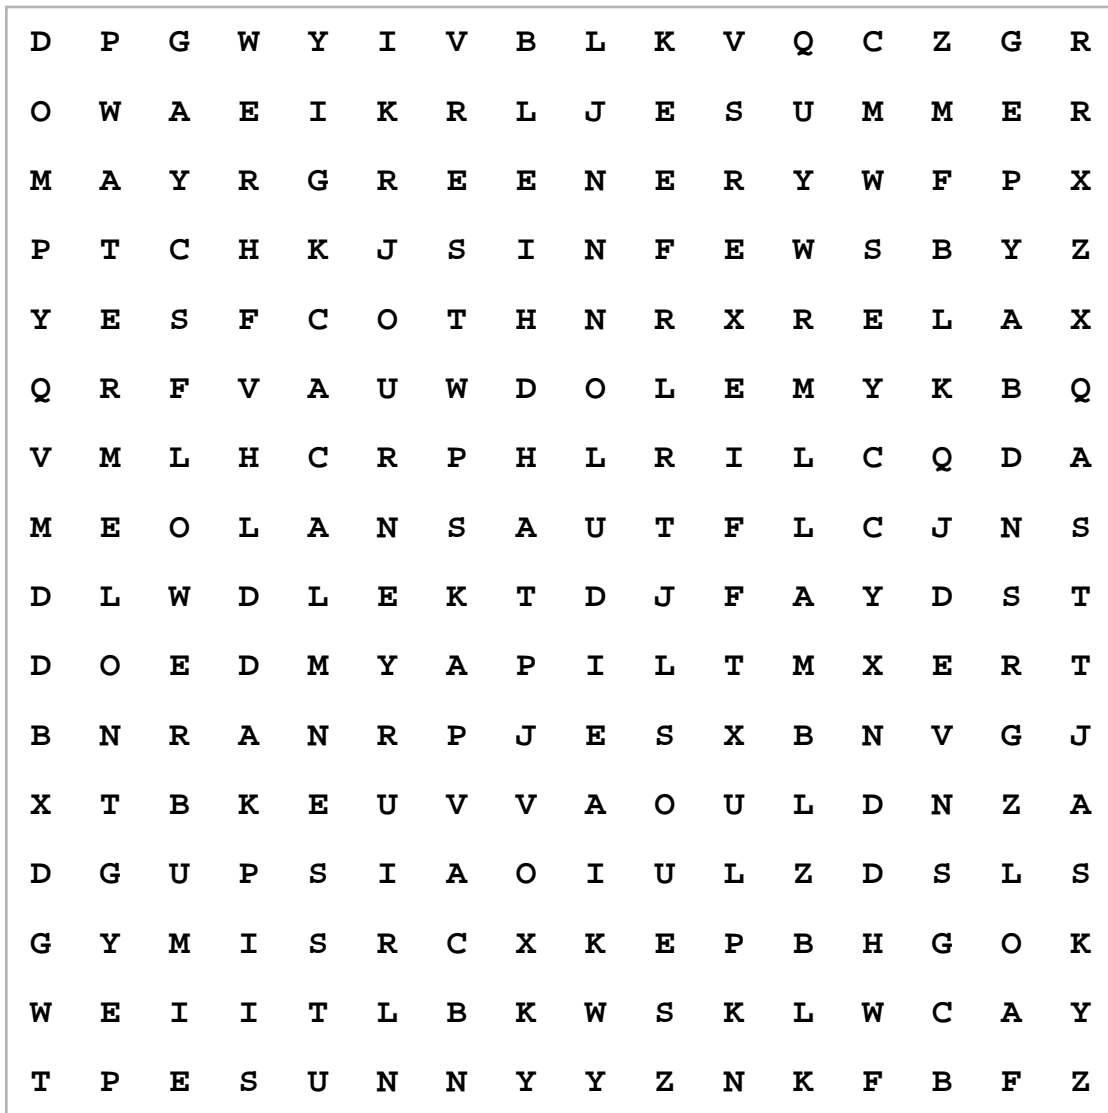 D P G W Y I V B L K V Q C Z G R
O W A E I K R L J E S U M M E R
M A Y R G R E E N E R Y W F P X
P T C H K J S I N F E W S B Y Z
Y E S F C O T H N R X R E L A X
Q R F V A U W D O L E M Y K B Q
V M L H C R P H L R I L C Q D A
M E O L A N S A U T F L C J N S
D L W D L E K T D J F A Y D S T
D O E D M Y A P I L T M X E R T
B N R A N R P J E S X B N V G J
X T B K E U V V A O U L D N Z A
D G U P S I A O I U L Z D S L S
G Y M I S R C X K E P B H G O K
W E I I T L B K W S K L W C A Y
T P E S U N N Y Y Z N K F B F Z